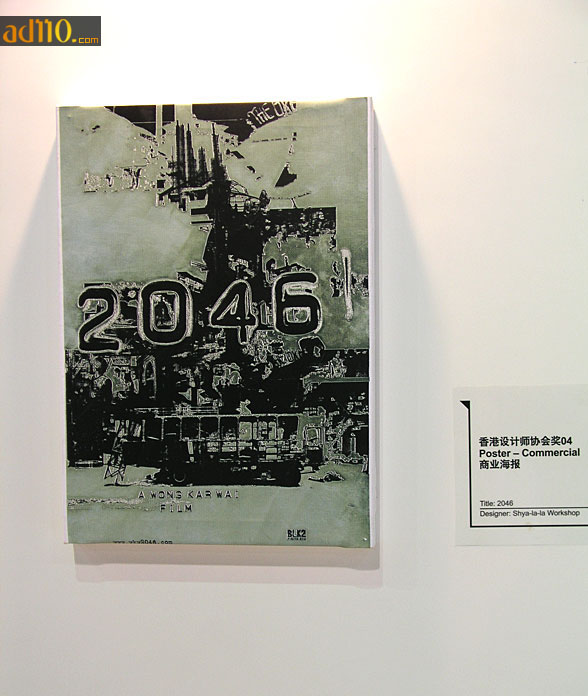 ad110.com
THE
2046
A WONG KAR WAI
FILM
BLK2
香港设计师协会奖04
Poster – Commercial
商业海报
Title: 2046
Designer: Shya-la-la Workshop